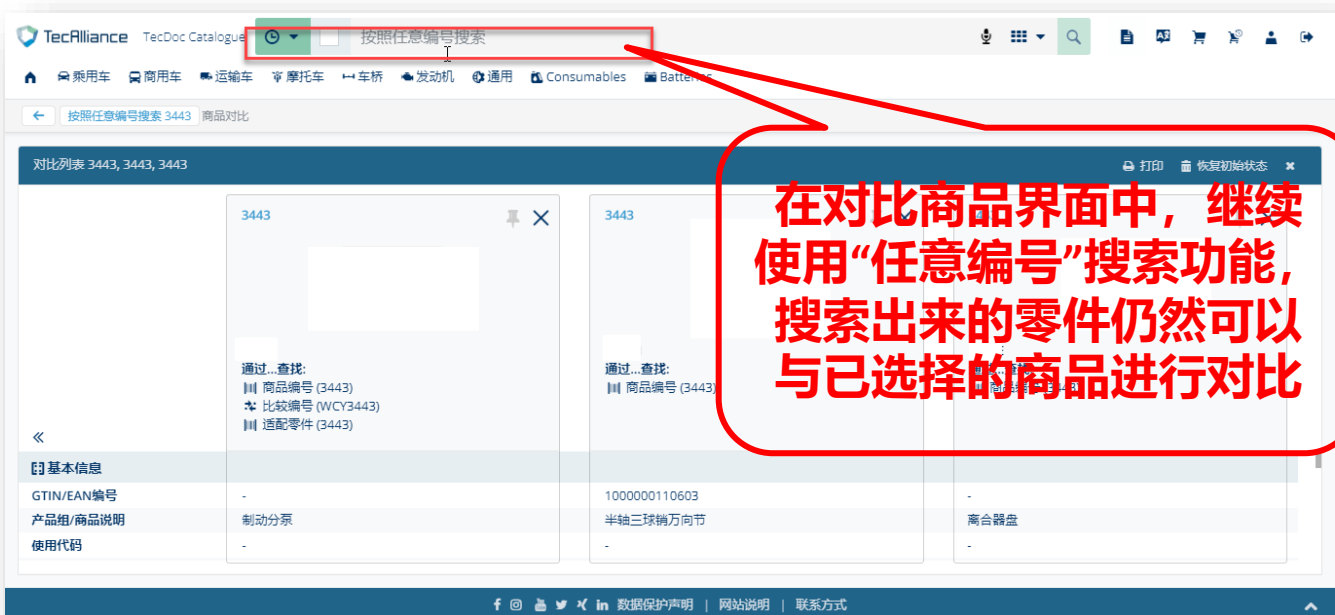 TecAlliance TecDoc Catalogue 按照任意编号搜索
乘用车 商用车 运输车 摩托车 车桥 发动机 通用 Consumables Batteries
按照任意编号搜索 3443 商品对比
对比列表 3443, 3443, 3443 打印 恢复初始状态
3443 3443
在对比商品界面中，继续
使用“任意编号”搜索功能，
搜索出来的零件仍然可以
与已选择的商品进行对比
通过...查找: 通过...查找:
商品编号 (3443) 商品编号 (3443)
比较编号 (WCY3443)
适配零件 (3443)
基本信息
GTIN/EAN编号 - 1000000110603 -
产品组/商品说明 制动分泵 半轴三球销万向节 离合器盘
使用代码 - - -
数据保护声明 | 网站说明 | 联系方式